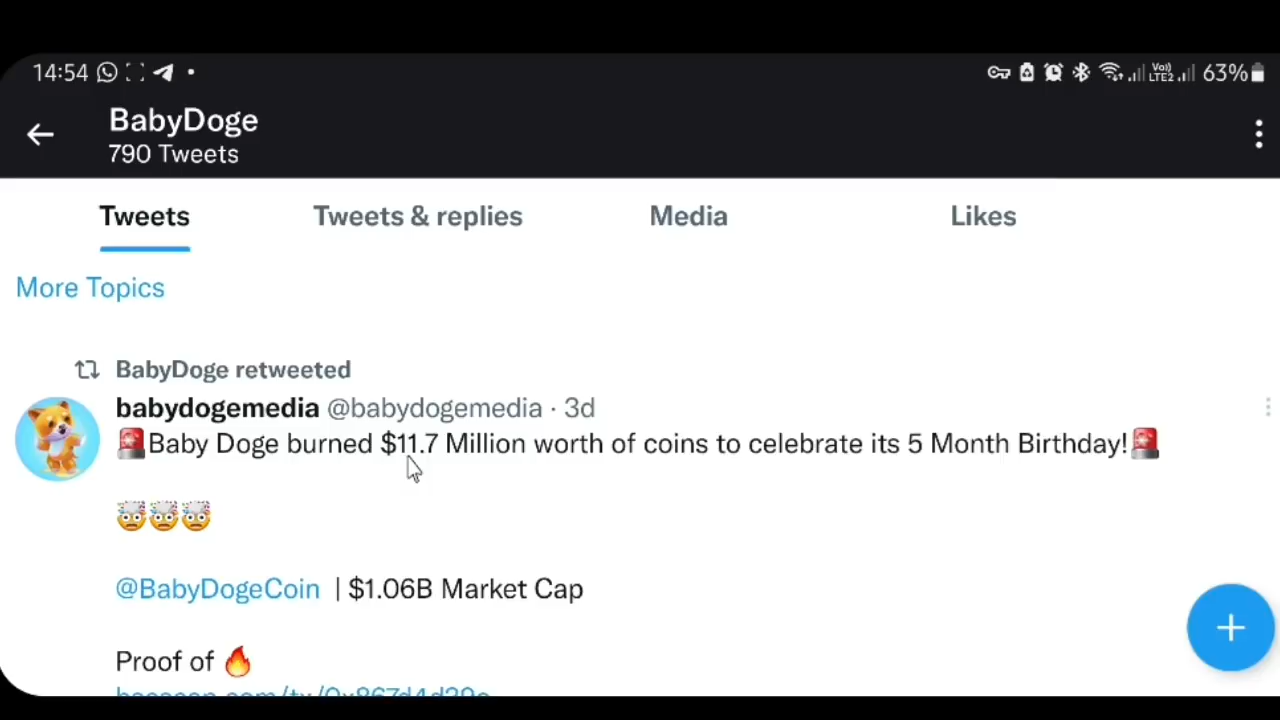 14:54 63%
BabyDoge
790 Tweets
Tweets Tweets & replies Media Likes
More Topics
BabyDoge retweeted
babydogemedia @babydogemedia · 3d
🚨Baby Doge burned $11.7 Million worth of coins to celebrate its 5 Month Birthday!🚨
🤯🤯🤯
@BabyDogeCoin | $1.06B Market Cap
Proof of 🔥